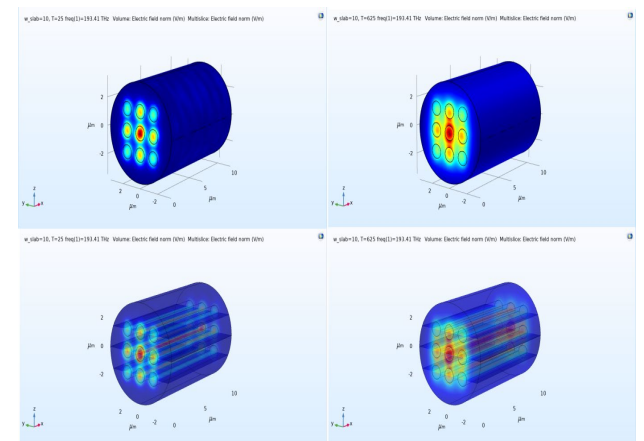 w_slab=10, T=25 freq(1)=193.41 THz Volume: Electric field norm (V/m) Multislice: Electric field norm (V/m)
2
µm 0
-2
2
0
-2
µm
0
5
10
µm
z
y x
w_slab=10, T=625 freq(1)=193.41 THz Volume: Electric field norm (V/m) Multislice: Electric field norm (V/m)
2
µm 0
-2
2
0
-2
µm
0
5
10
µm
z
y x
w_slab=10, T=25 freq(1)=193.41 THz Volume: Electric field norm (V/m) Multislice: Electric field norm (V/m)
2
µm 0
-2
2
0
-2
µm
0
5
10
µm
z
y x
w_slab=10, T=625 freq(1)=193.41 THz Volume: Electric field norm (V/m) Multislice: Electric field norm (V/m)
2
µm 0
-2
2
0
-2
µm
0
5
10
µm
z
y x